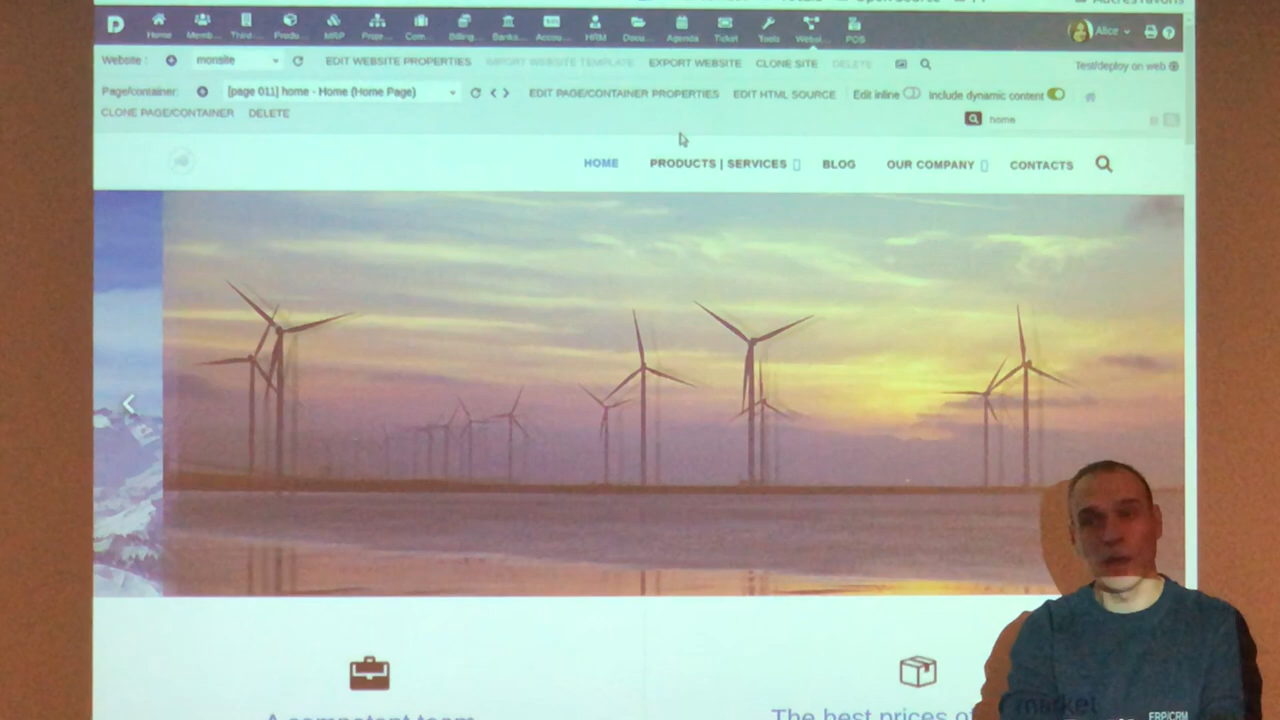 Home Memb... Third-... Produ... MRP Projec... Com... Billing... Banks... Accou... HRM Docu... Agenda Ticket Tools Websi... POS Alice
Website : monsite EDIT WEBSITE PROPERTIES IMPORT WEBSITE TEMPLATE EXPORT WEBSITE CLONE SITE DELETE Test/deploy on web
Page/container: [page 011] home - Home (Home Page) EDIT PAGE/CONTAINER PROPERTIES EDIT HTML SOURCE Edit inline Include dynamic content
CLONE PAGE/CONTAINER DELETE home
HOME PRODUCTS | SERVICES BLOG OUR COMPANY CONTACTS
A competent team The best prices of
market
ERP/CRM